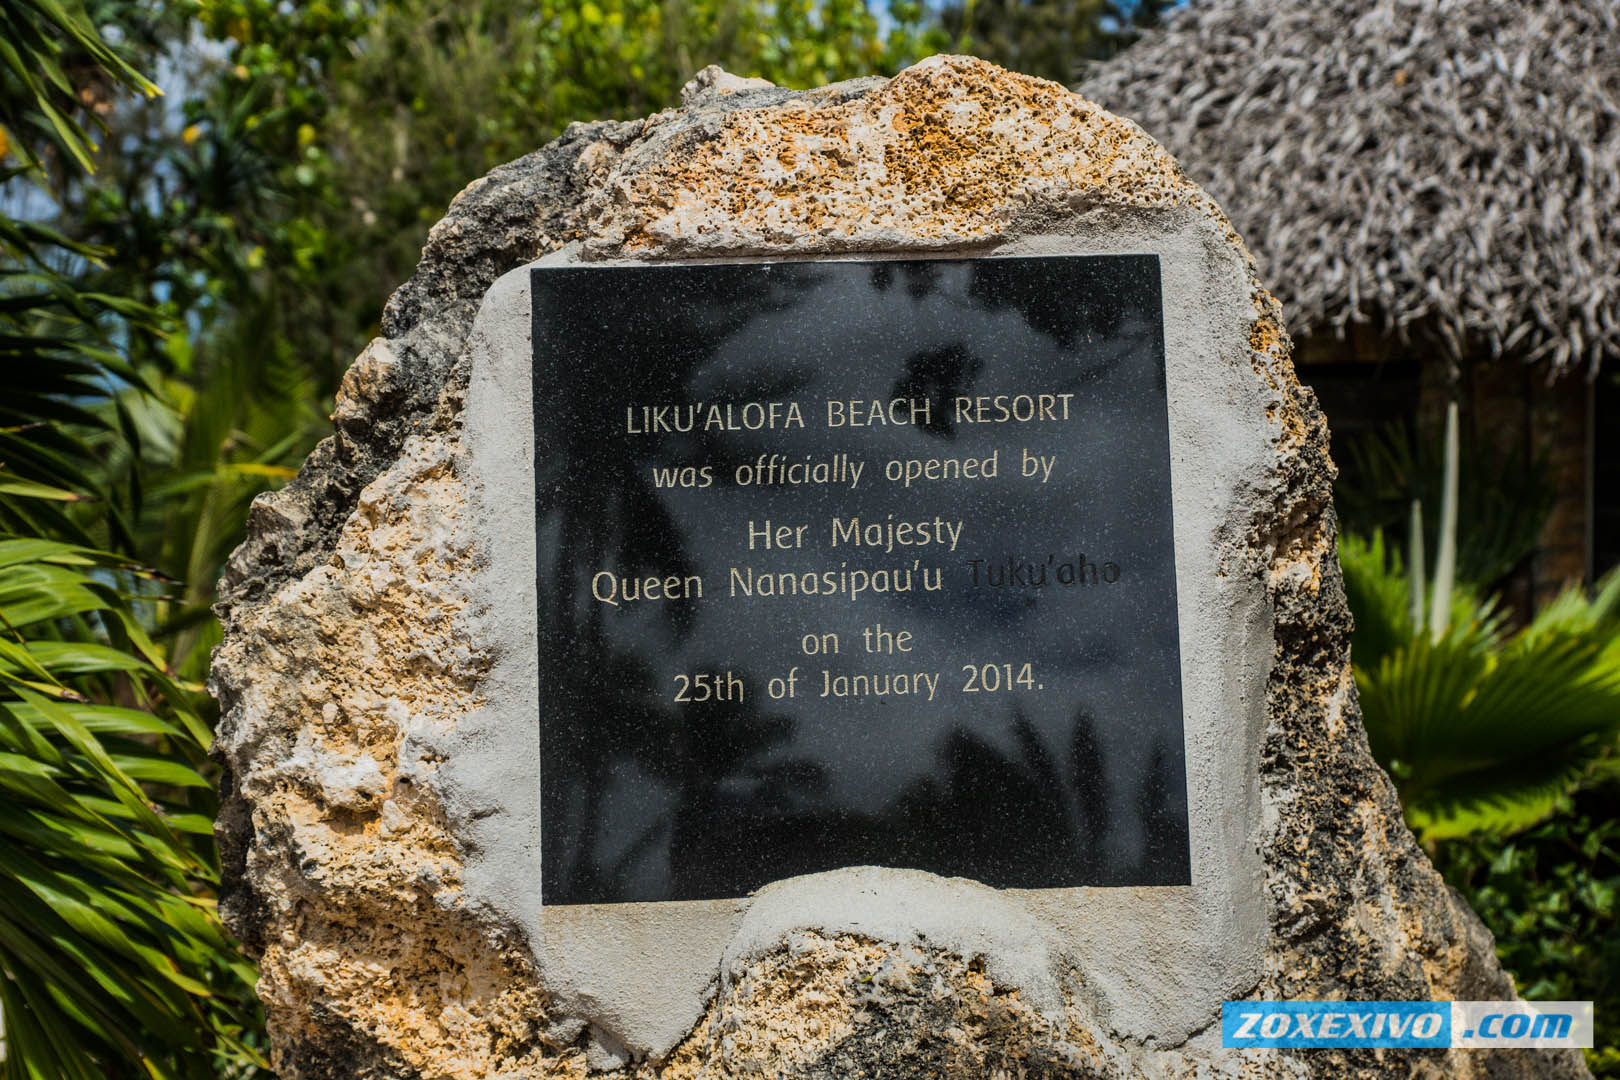 LIKU'ALOFA BEACH RESORT
was officially opened by
Her Majesty
Queen Nanasipau'u Tuku'aho
on the
25th of January 2014.
ZOXEXIVO.com